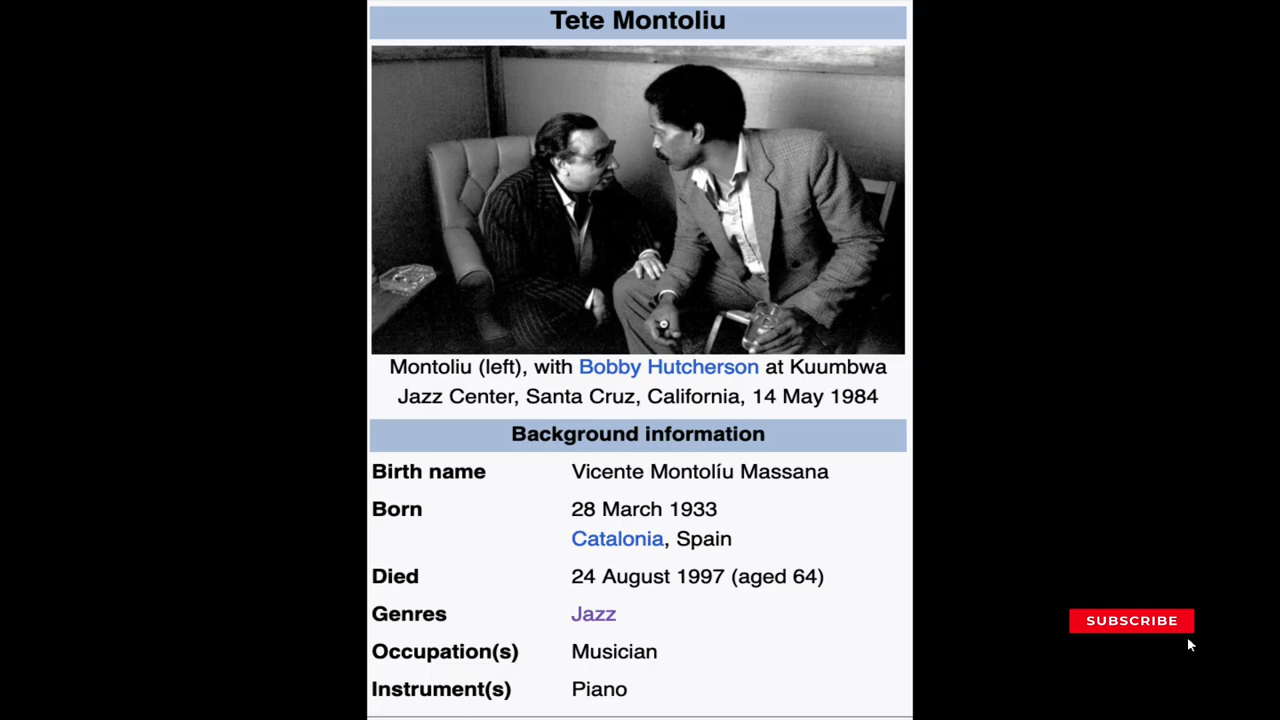 Tete Montoliu
Montoliu (left), with Bobby Hutcherson at Kuumbwa
Jazz Center, Santa Cruz, California, 14 May 1984
Background information
Birth name Vicente Montolíu Massana
Born 28 March 1933
Catalonia, Spain
Died 24 August 1997 (aged 64)
Genres Jazz
SUBSCRIBE
Occupation(s) Musician
Instrument(s) Piano